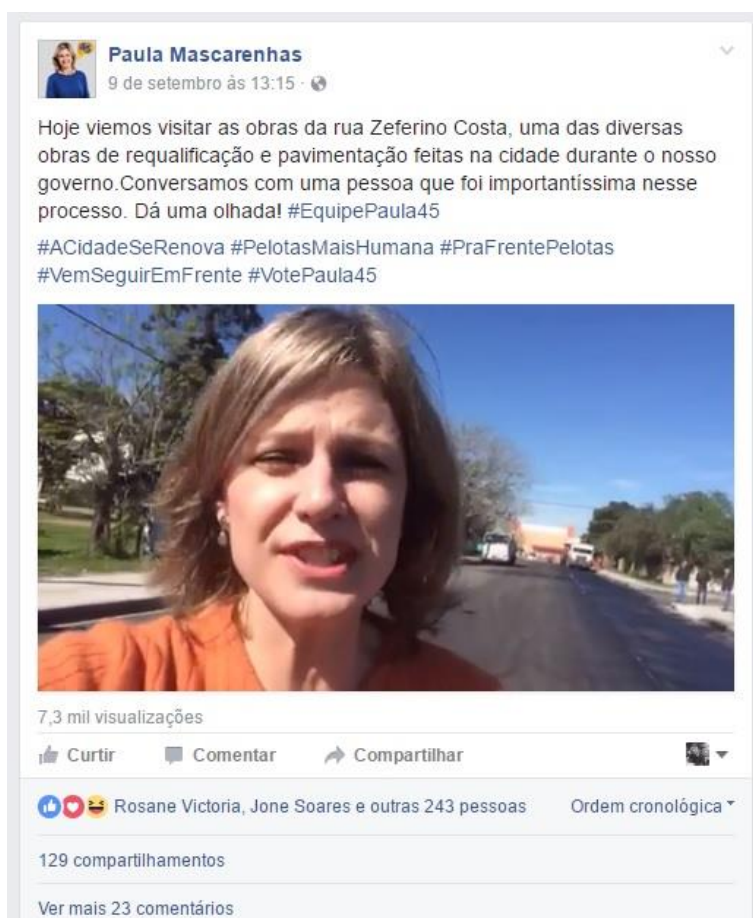 Paula Mascarenhas
9 de setembro às 13:15 ·
Hoje viemos visitar as obras da rua Zeferino Costa, uma das diversas
obras de requalificação e pavimentação feitas na cidade durante o nosso
governo.Conversamos com uma pessoa que foi importantíssima nesse
processo. Dá uma olhada! #EquipePaula45
#ACidadeSeRenova #PelotasMaisHumana #PraFrentePelotas
#VemSeguirEmFrente #VotePaula45
7,3 mil visualizações
Curtir Comentar Compartilhar
Rosane Victoria, Jone Soares e outras 243 pessoas Ordem cronológica
129 compartilhamentos
Ver mais 23 comentários